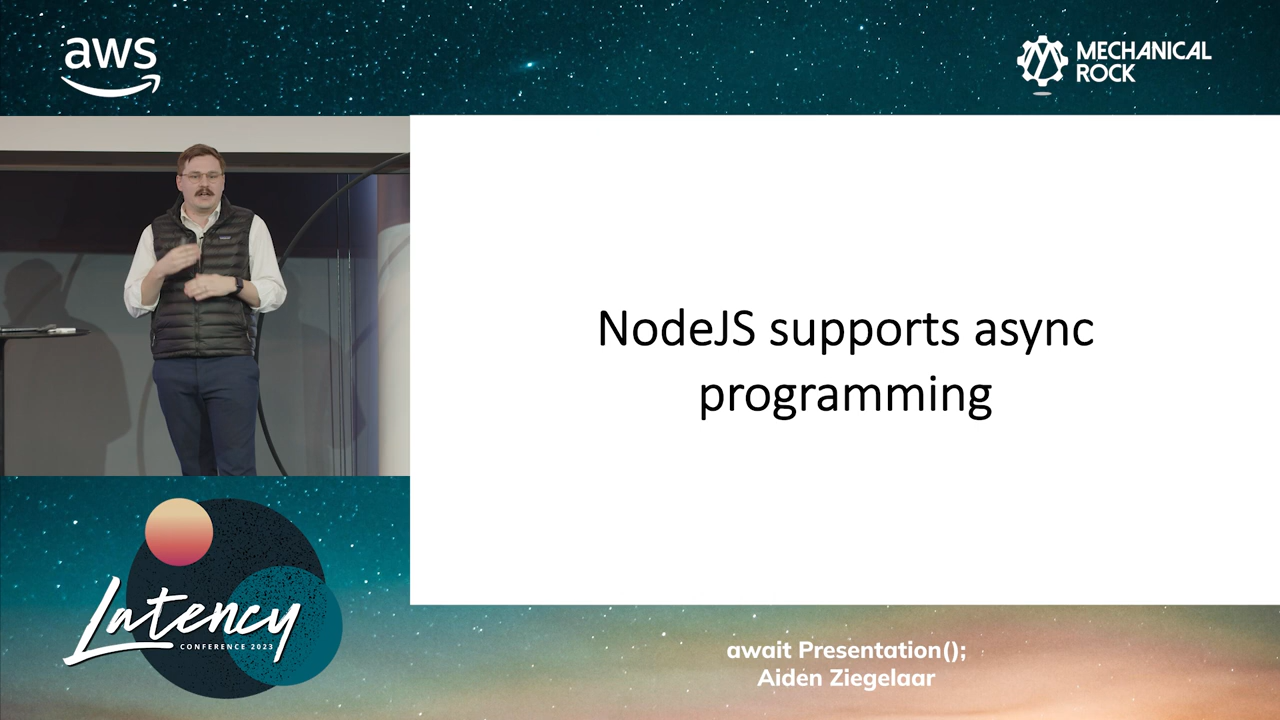 aws
MECHANICAL
ROCK
NodeJS supports async
programming
Latency
CONFERENCE 2023
await Presentation();
Aiden Ziegelaar